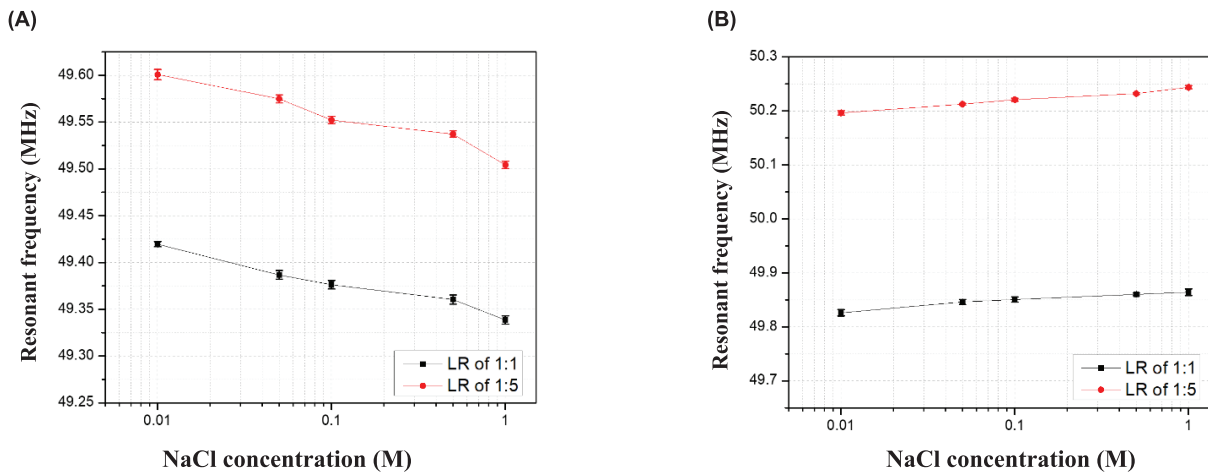 (A)
49.60
49.55
49.50
49.45
49.40
49.35
49.30
49.25
Resonant frequency (MHz)
0.01
0.1
1
NaCl concentration (M)
LR of 1:1
LR of 1:5
(B)
50.3
50.2
50.1
50.0
49.9
49.8
49.7
Resonant frequency (MHz)
0.01
0.1
1
NaCl concentration (M)
LR of 1:1
LR of 1:5